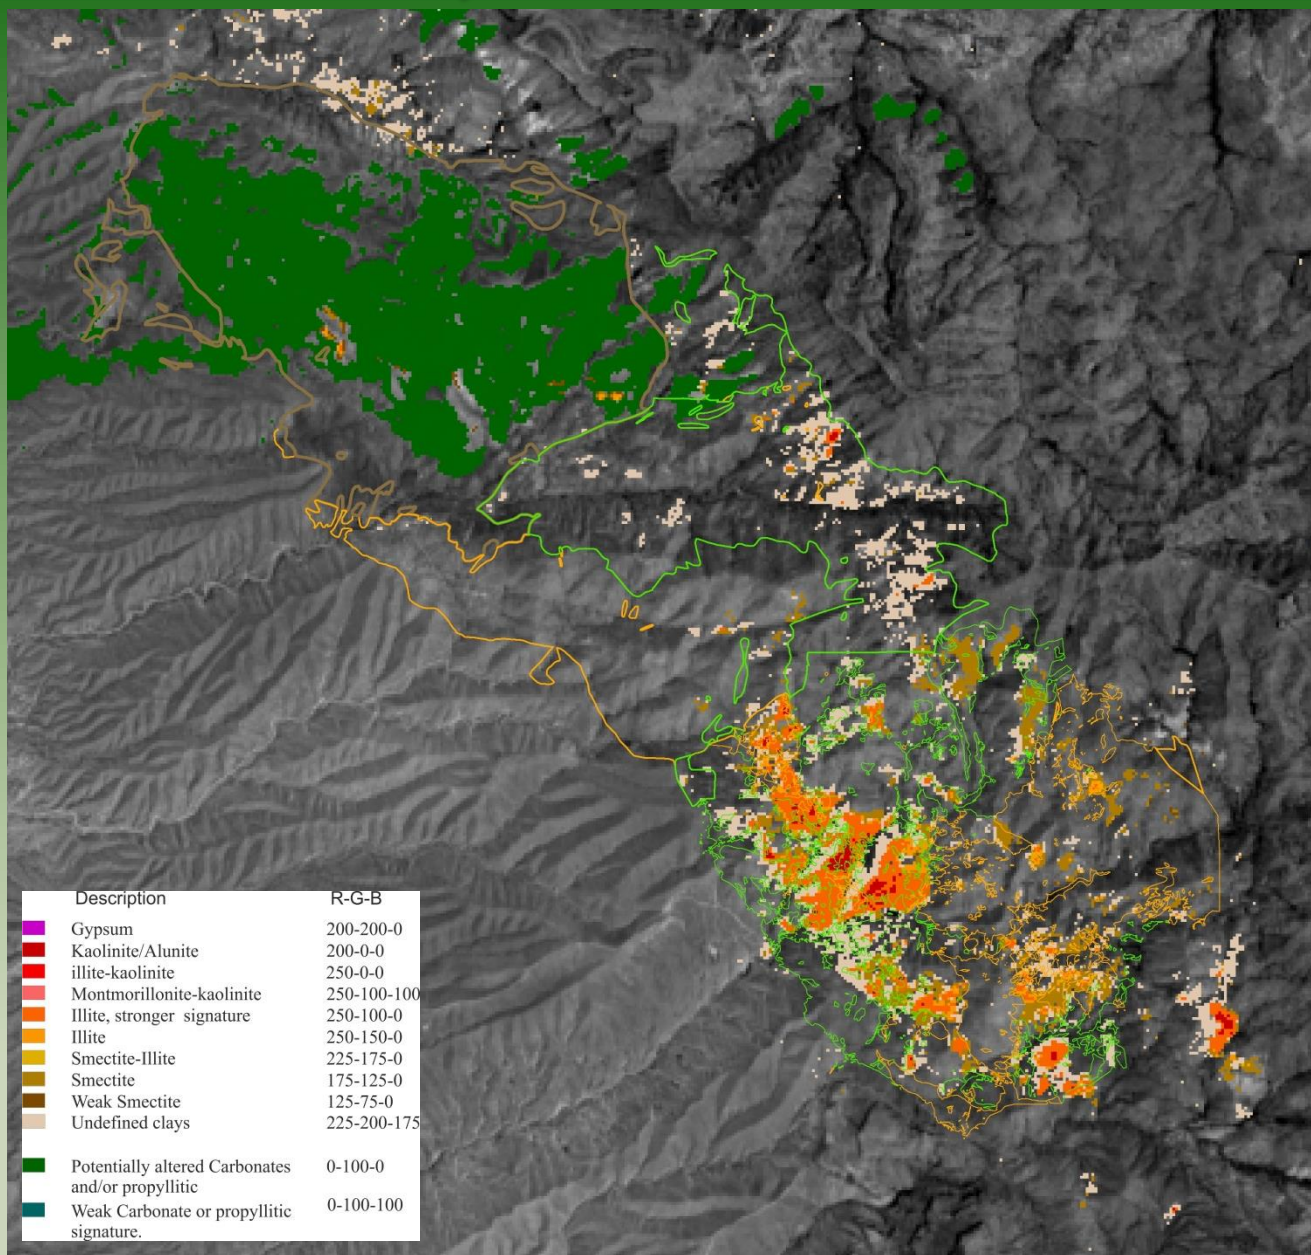 Description R-G-B
Gypsum 200-200-0
Kaolinite/Alunite 200-0-0
illite-kaolinite 250-0-0
Montmorillonite-kaolinite 250-100-100
Illite, stronger signature 250-100-0
Illite 250-150-0
Smectite-Illite 225-175-0
Smectite 175-125-0
Weak Smectite 125-75-0
Undefined clays 225-200-175
Potentially altered Carbonates 0-100-0
and/or propyllitic
Weak Carbonate or propyllitic 0-100-100
signature.